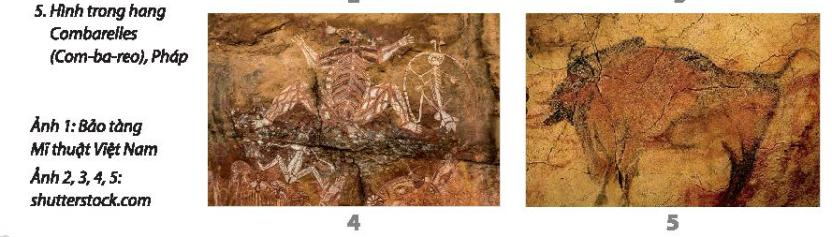 5. Hình trong hang
Combarelles
(Com-ba-reo), Pháp
Ảnh 1: Bảo tàng
Mĩ thuật Việt Nam
Ảnh 2, 3, 4, 5:
shutterstock.com
4
5